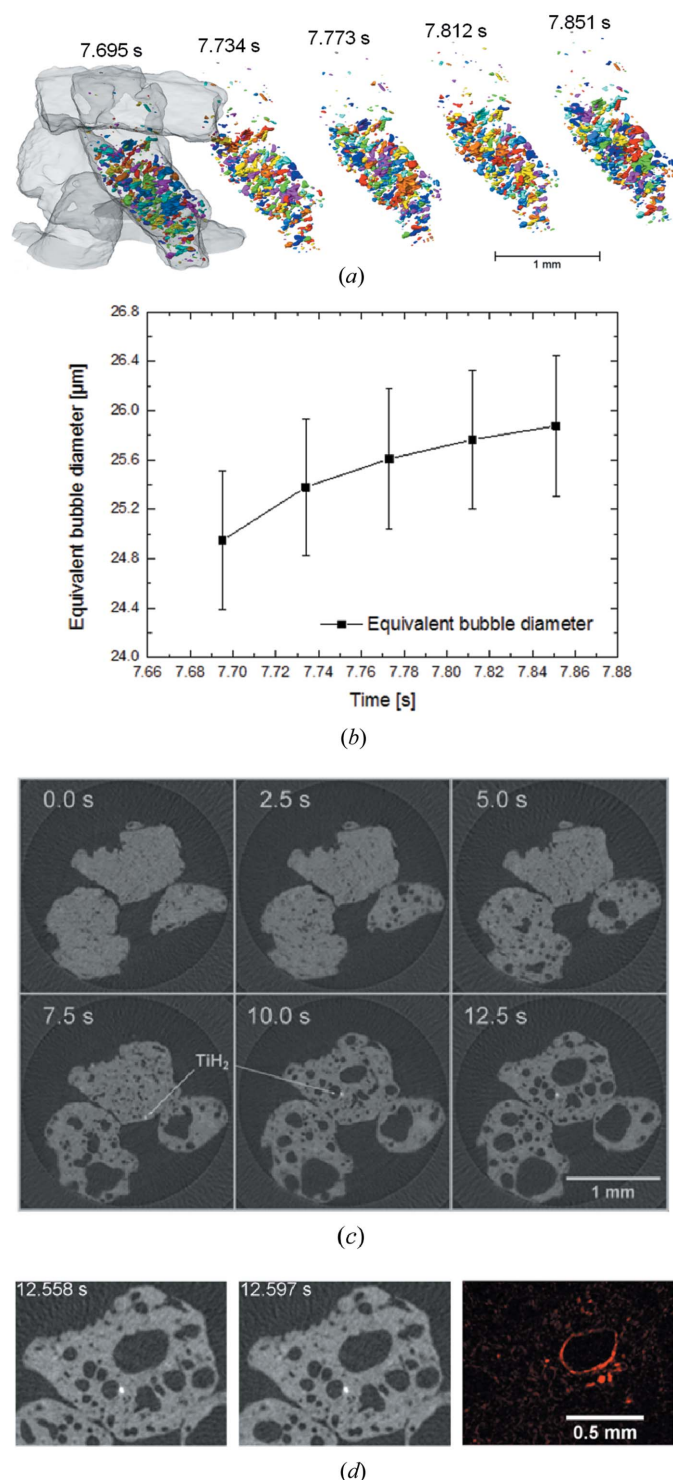 7.695 s 7.734 s 7.773 s 7.812 s 7.851 s
1 mm
(a)
26.8
26.4
26.0
25.6
25.2
24.8
24.4
24.0
Equivalent bubble diameter [µm]
Equivalent bubble diameter
7.66 7.68 7.70 7.72 7.74 7.76 7.78 7.80 7.82 7.84 7.86 7.88
Time [s]
(b)
0.0 s 2.5 s 5.0 s
7.5 s 10.0 s 12.5 s
TiH₂
1 mm
(c)
12.558 s 12.597 s
0.5 mm
(d)